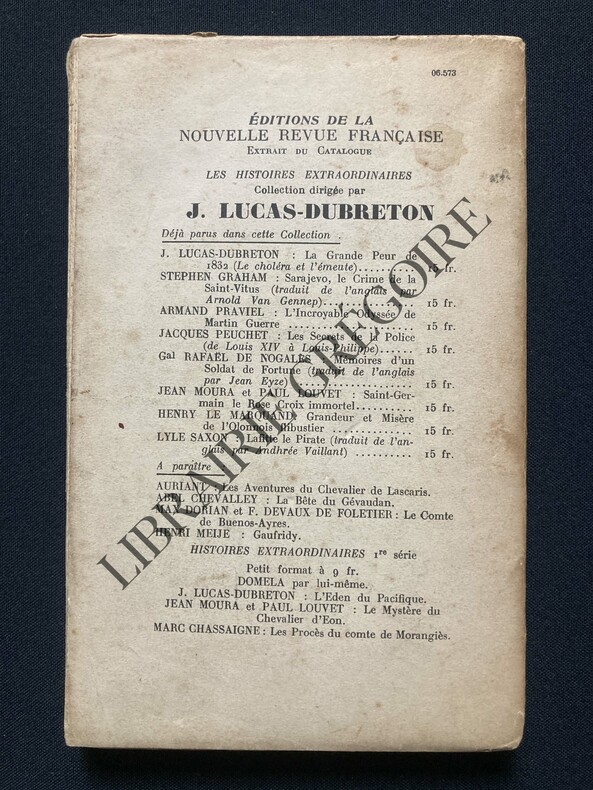 06.573
ÉDITIONS DE LA
NOUVELLE REVUE FRANÇAISE
EXTRAIT DU CATALOGUE
LES HISTOIRES EXTRAORDINAIRES
Collection dirigée par
J. LUCAS-DUBRETON
Déjà parus dans cette Collection .
J. LUCAS-DUBRETON : La Grande Peur de
1832 (Le choléra et l'émeute).......... 15 fr.
STEPHEN GRAHAM : Sarajevo, le Crime de la
Saint-Vitus (traduit de l'anglais par
Arnold Van Gennep)............... 15 fr.
ARMAND PRAVIEL : L'Incroyable Odyssée de
Martin Guerre ...................... 15 fr.
JACQUES PEUCHET : Les Secrets de la Police
(de Louis XIV à Louis-Philippe)...... 15 fr.
Gal RAFAËL DE NOGALÈS : Mémoires d'un
Soldat de Fortune (traduit de l'anglais
par Jean Eyze) .................... 15 fr.
JEAN MOURA et PAUL LOUVET : Saint-Ger-
main le Rose Croix immortel.......... 15 fr.
HENRY LE MARQUAND : Grandeur et Misère
de l'Olonnois flibustier .............. 15 fr.
LYLE SAXON : Lafitte le Pirate (traduit de l'an-
glais par Andhrée Vaillant) .......... 15 fr.
A paraître
AURIANT : Les Aventures du Chevalier de Lascaris.
ABEL CHEVALLEY : La Bête du Gévaudan.
MAX DORIAN et F. DEVAUX DE FOLETIER : Le Comte
de Buenos-Ayres.
HENRI MEIJE : Gaufridy.
HISTOIRES EXTRAORDINAIRES 1re série
Petit format à 9 fr.
DOMELA par lui-même.
J. LUCAS-DUBRETON : L'Eden du Pacifique.
JEAN MOURA et PAUL LOUVET : Le Mystère du
Chevalier d'Eon.
MARC CHASSAIGNE : Les Procès du comte de Morangiès.
LIBRAIRIE GRÉGOIRE